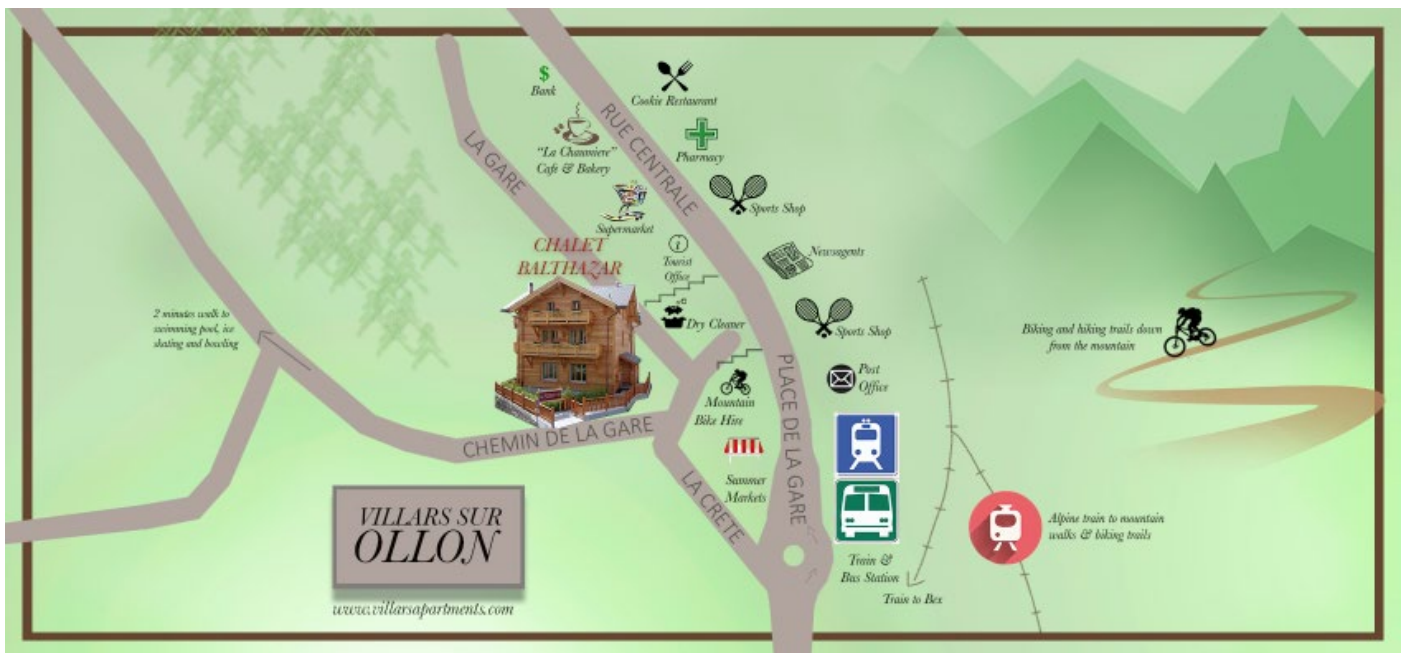 $
Bank
Cookie Restaurant
RUE CENTRALE
LA GARE
"La Chaumiere"
Cafe & Bakery
Pharmacy
Sports Shop
Supermarket
CHALET
BALTHAZAR
i
Tourist
Office
Newsagents
2 minutes walk to
swimming pool, ice
skating and bowling
Dry Cleaner
Sports Shop
Biking and hiking trails down
from the mountain
PLACE DE LA GARE
Post
Office
Mountain
Bike Hire
CHEMIN DE LA GARE
Summer
Markets
LA CRETE
VILLARS SUR
OLLON
www.villarsapartments.com
Train &
Bus Station
Train to Bex
Alpine train to mountain
walks & biking trails